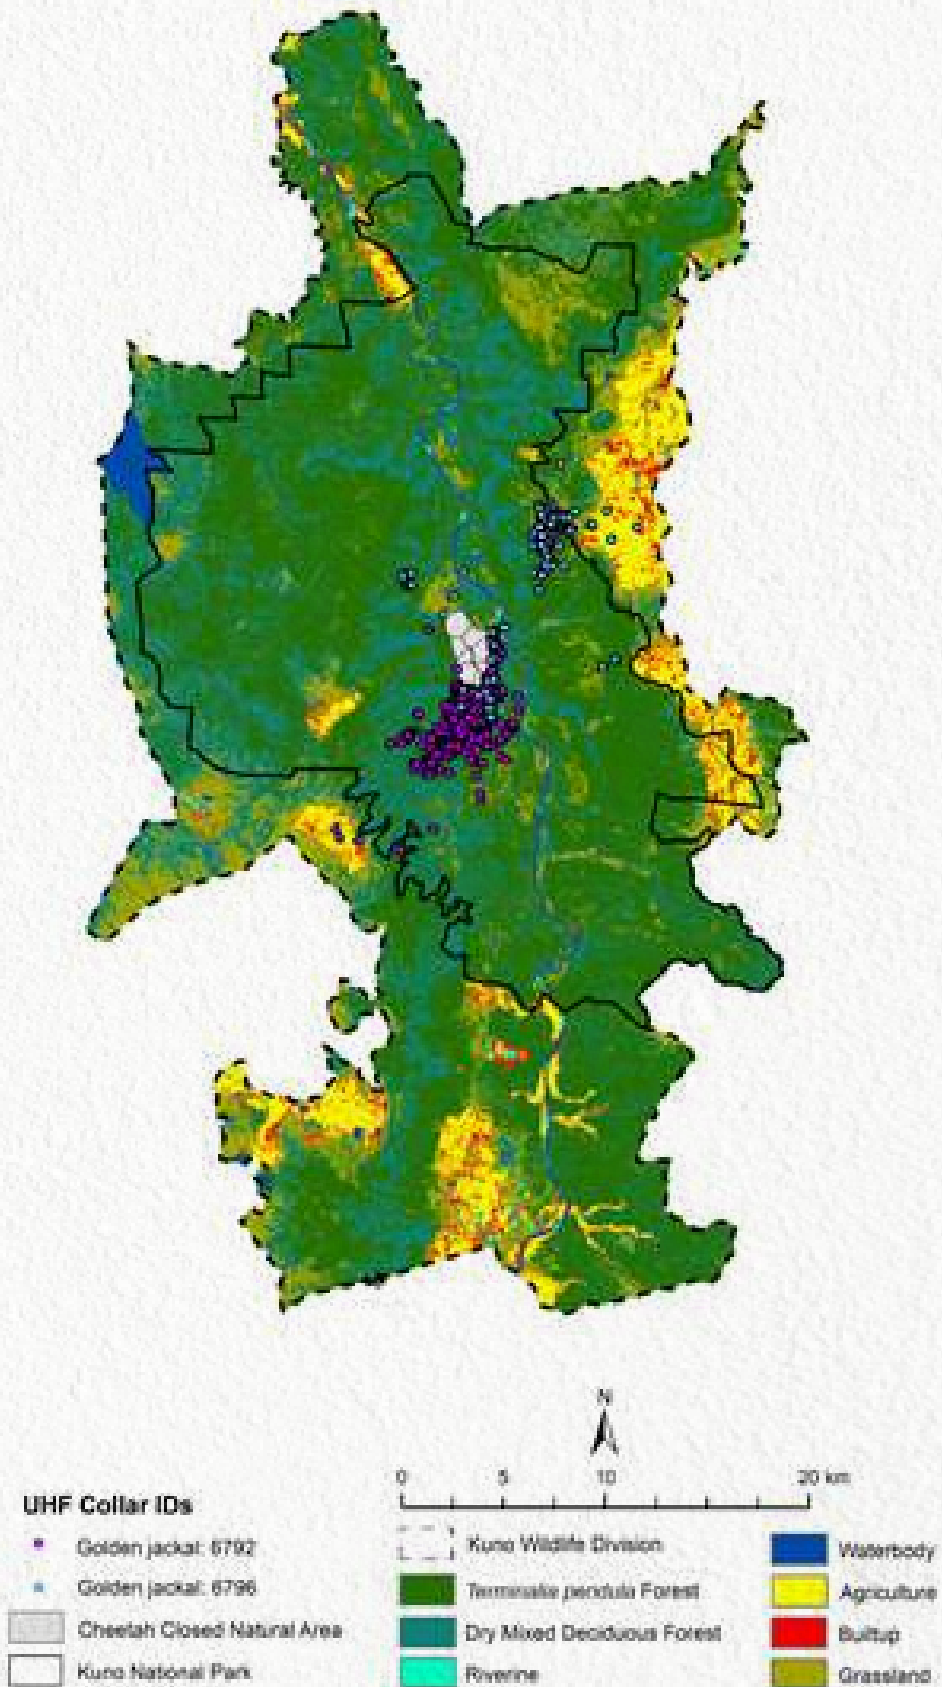 N
0 5 10 20 km
UHF Collar IDs
Golden jackal: 6792
Golden jackal: 6796
Cheetah Closed Natural Area
Kuno National Park
Kuno Wildlife Division
Terminalia pendula Forest
Dry Mixed Deciduous Forest
Riverine
Waterbody
Agriculture
Builtup
Grassland